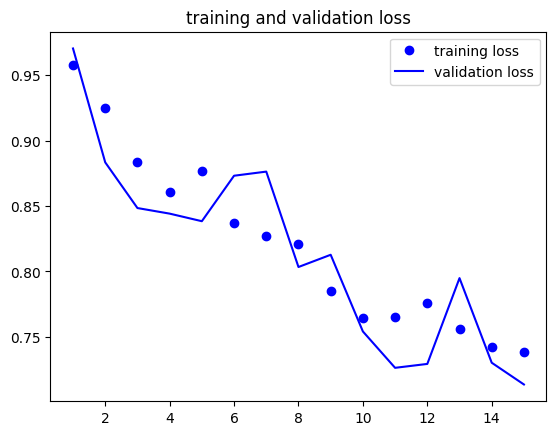 training and validation loss
training loss
validation loss
0.95
0.90
0.85
0.80
0.75
2 4 6 8 10 12 14